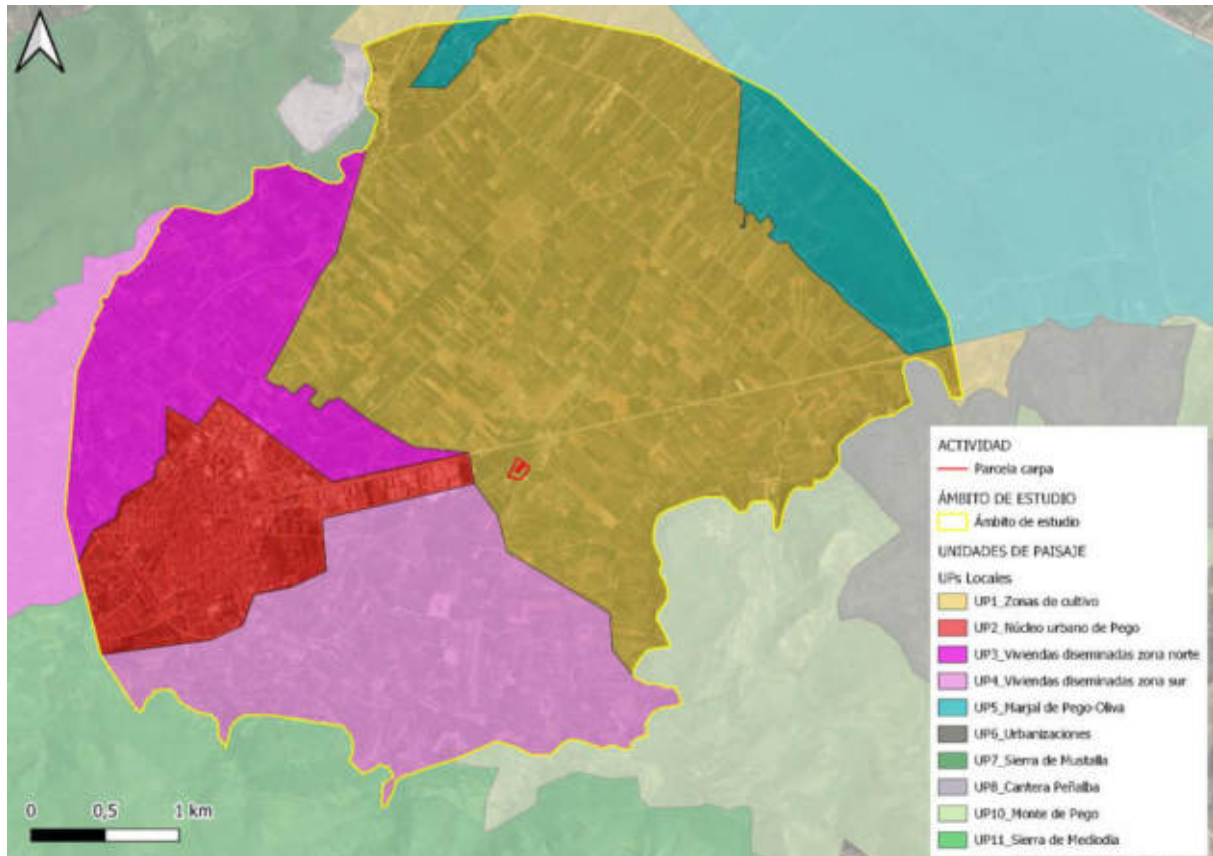 ACTIVIDAD
Parcela carpa
ÁMBITO DE ESTUDIO
Ámbito de estudio
UNIDADES DE PAISAJE
UPs Locales
UP1_Zonas de cultivo
UP2_Núcleo urbano de Pego
UP3_Viviendas diseminadas zona norte
UP4_Viviendas diseminadas zona sur
UP5_Marjal de Pego-Oliva
UP6_Urbanizaciones
UP7_Sierra de Mustalla
UP8_Cantera Peñalba
UP10_Monte de Pego
UP11_Sierra de Mediodia
0 0,5 1 km